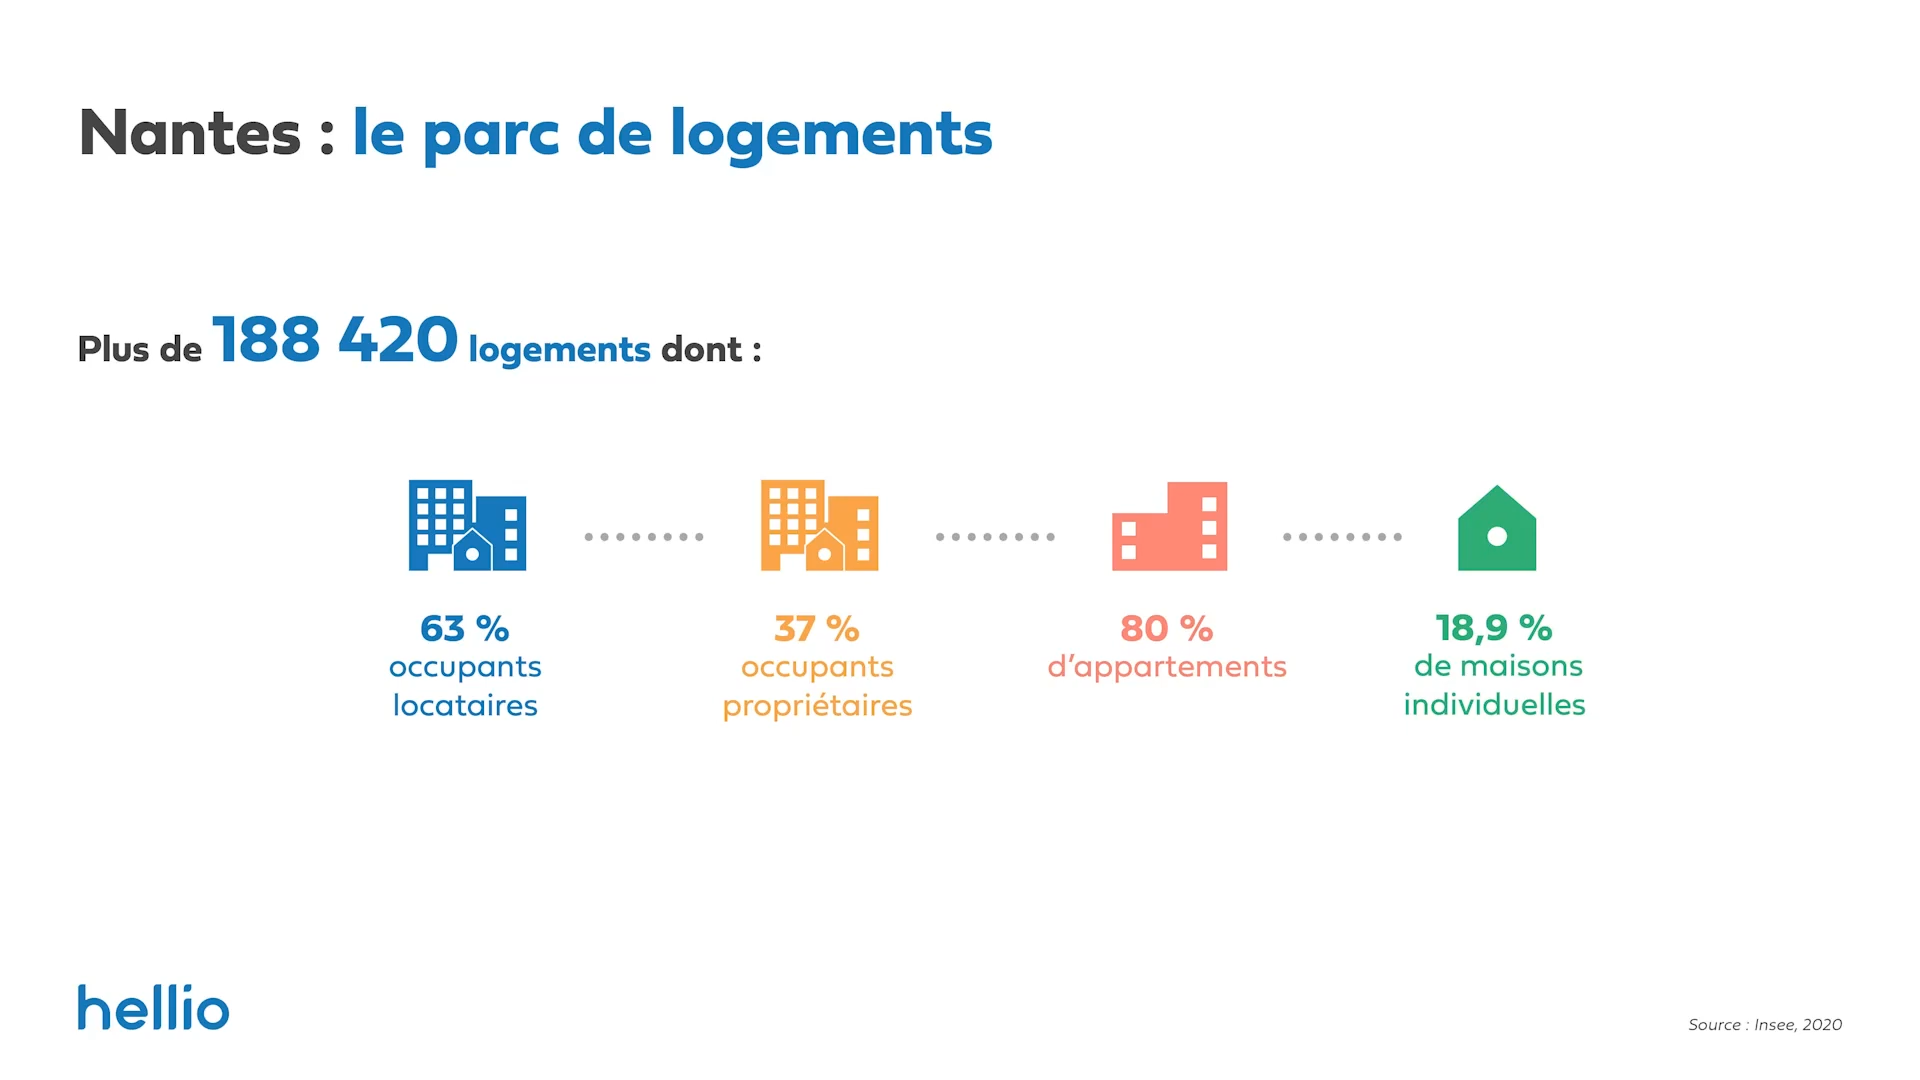 Nantes : le parc de logements
Plus de 188 420 logements dont :
63 %
occupants
locataires
37 %
occupants
propriétaires
80 %
d’appartements
18,9 %
de maisons
individuelles
hellio
Source : Insee, 2020